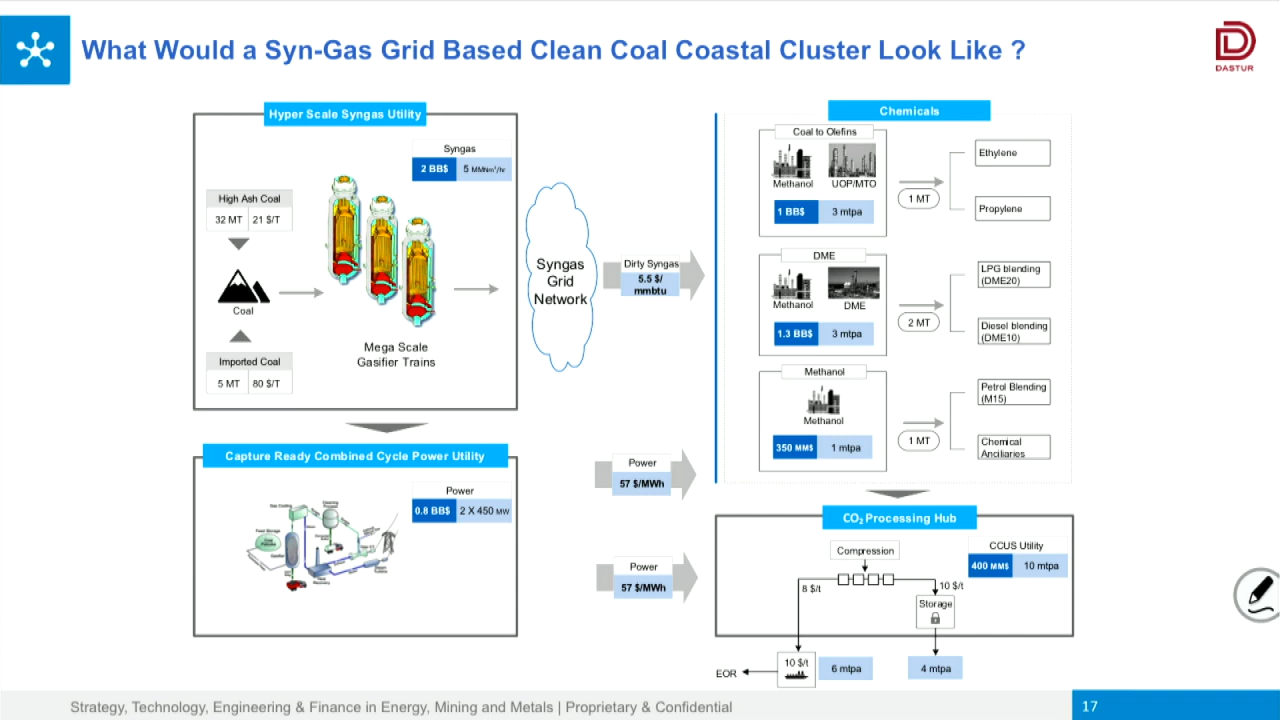 What Would a Syn-Gas Grid Based Clean Coal Coastal Cluster Look Like ?
DASTUR
Hyper Scale Syngas Utility
Syngas
2 BB$ 5 MMNm³/hr
High Ash Coal
32 MT 21 $/T
Coal
Imported Coal
5 MT 80 $/T
Mega Scale
Gasifier Trains
Syngas
Grid
Network
Dirty Syngas
5.5 $/
mmbtu
Chemicals
Coal to Olefins
Methanol UOP/MTO
1 BB$ 3 mtpa
1 MT
Ethylene
Propylene
DME
Methanol DME
1.3 BB$ 3 mtpa
2 MT
LPG blending
(DME20)
Diesel blending
(DME10)
Methanol
Methanol
350 MM$ 1 mtpa
1 MT
Petrol Blending
(M15)
Chemical
Anciliaries
Capture Ready Combined Cycle Power Utility
Power
0.8 BB$ 2 X 450 MW
Power
57 $/MWh
Power
57 $/MWh
CO₂ Processing Hub
CCUS Utility
400 MM$ 10 mtpa
Compression
8 $/t
10 $/t
Storage
10 $/t
EOR
6 mtpa
4 mtpa
Strategy, Technology, Engineering & Finance in Energy, Mining and Metals | Proprietary & Confidential
17